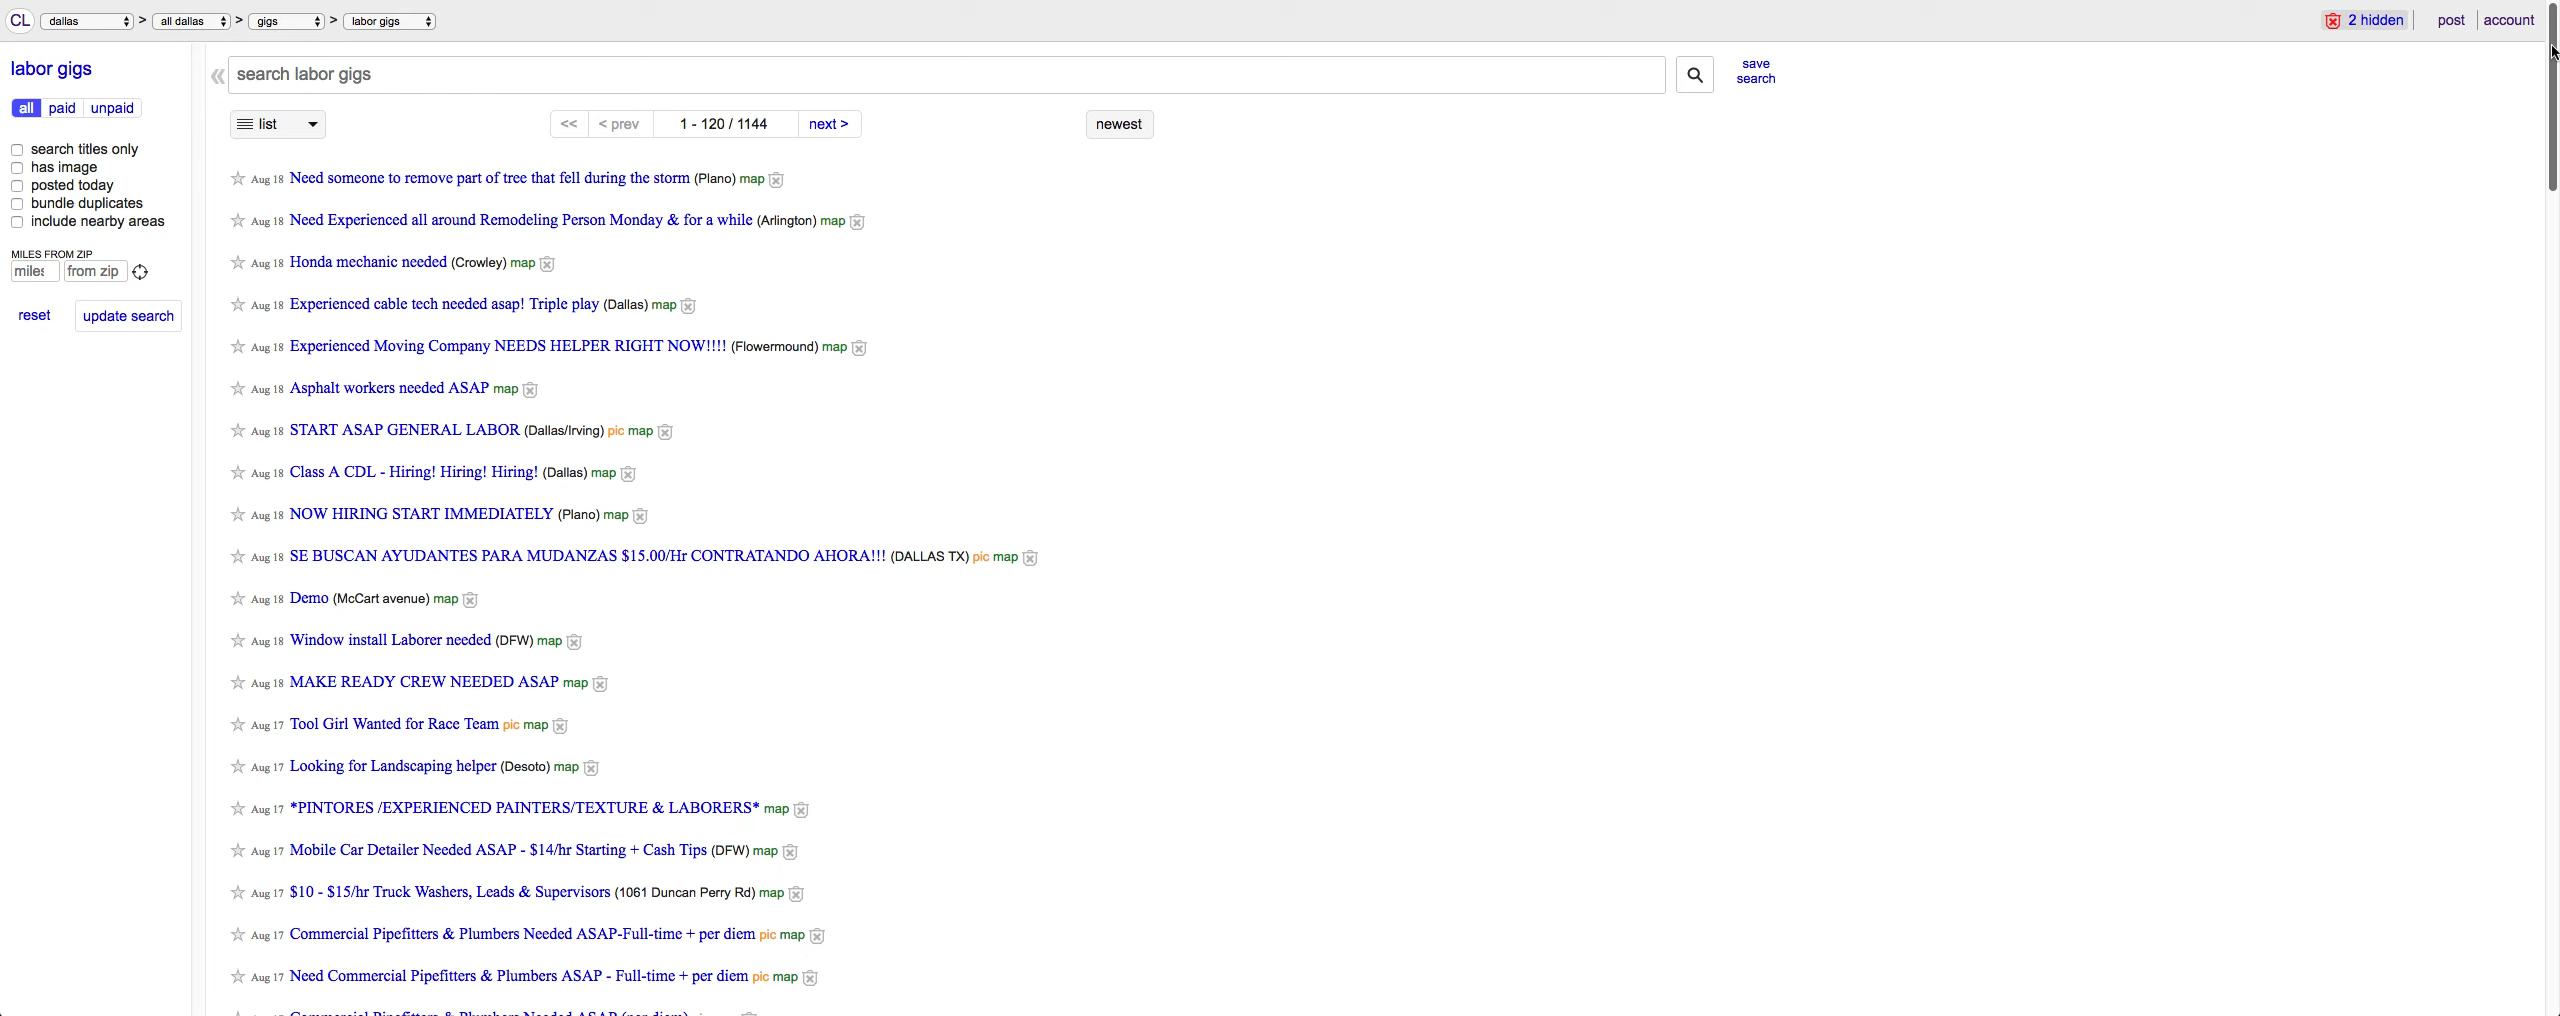 CL dallas > all dallas > gigs > labor gigs 2 hidden post account
labor gigs
all paid unpaid
search titles only
has image
posted today
bundle duplicates
include nearby areas
MILES FROM ZIP
miles from zip
reset update search
« search labor gigs save search
list << < prev 1 - 120 / 1144 next > newest
Aug 18 Need someone to remove part of tree that fell during the storm (Plano) map
Aug 18 Need Experienced all around Remodeling Person Monday & for a while (Arlington) map
Aug 18 Honda mechanic needed (Crowley) map
Aug 18 Experienced cable tech needed asap! Triple play (Dallas) map
Aug 18 Experienced Moving Company NEEDS HELPER RIGHT NOW!!!! (Flowermound) map
Aug 18 Asphalt workers needed ASAP map
Aug 18 START ASAP GENERAL LABOR (Dallas/Irving) pic map
Aug 18 Class A CDL - Hiring! Hiring! Hiring! (Dallas) map
Aug 18 NOW HIRING START IMMEDIATELY (Plano) map
Aug 18 SE BUSCAN AYUDANTES PARA MUDANZAS $15.00/Hr CONTRATANDO AHORA!!! (DALLAS TX) pic map
Aug 18 Demo (McCart avenue) map
Aug 18 Window install Laborer needed (DFW) map
Aug 18 MAKE READY CREW NEEDED ASAP map
Aug 17 Tool Girl Wanted for Race Team pic map
Aug 17 Looking for Landscaping helper (Desoto) map
Aug 17 *PINTORES /EXPERIENCED PAINTERS/TEXTURE & LABORERS* map
Aug 17 Mobile Car Detailer Needed ASAP - $14/hr Starting + Cash Tips (DFW) map
Aug 17 $10 - $15/hr Truck Washers, Leads & Supervisors (1061 Duncan Perry Rd) map
Aug 17 Commercial Pipefitters & Plumbers Needed ASAP-Full-time + per diem pic map
Aug 17 Need Commercial Pipefitters & Plumbers ASAP - Full-time + per diem pic map
Commercial Pipefitters & Plumbers Needed ASAP (per diem)